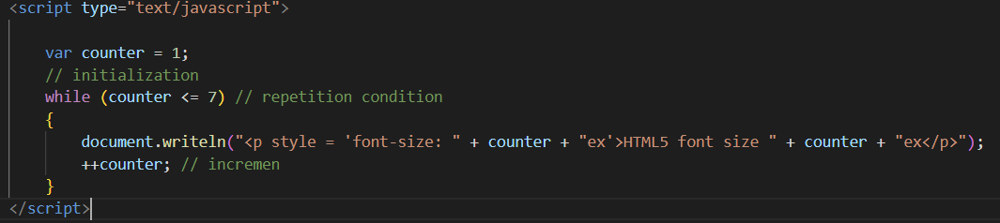 <script type="text/javascript">
var counter = 1;
// initialization
while (counter <= 7) // repetition condition
{
document.writeln("<p style = 'font-size: " + counter + "ex'>HTML5 font size " + counter + "ex</p>");
++counter; // incremen
}
</script>